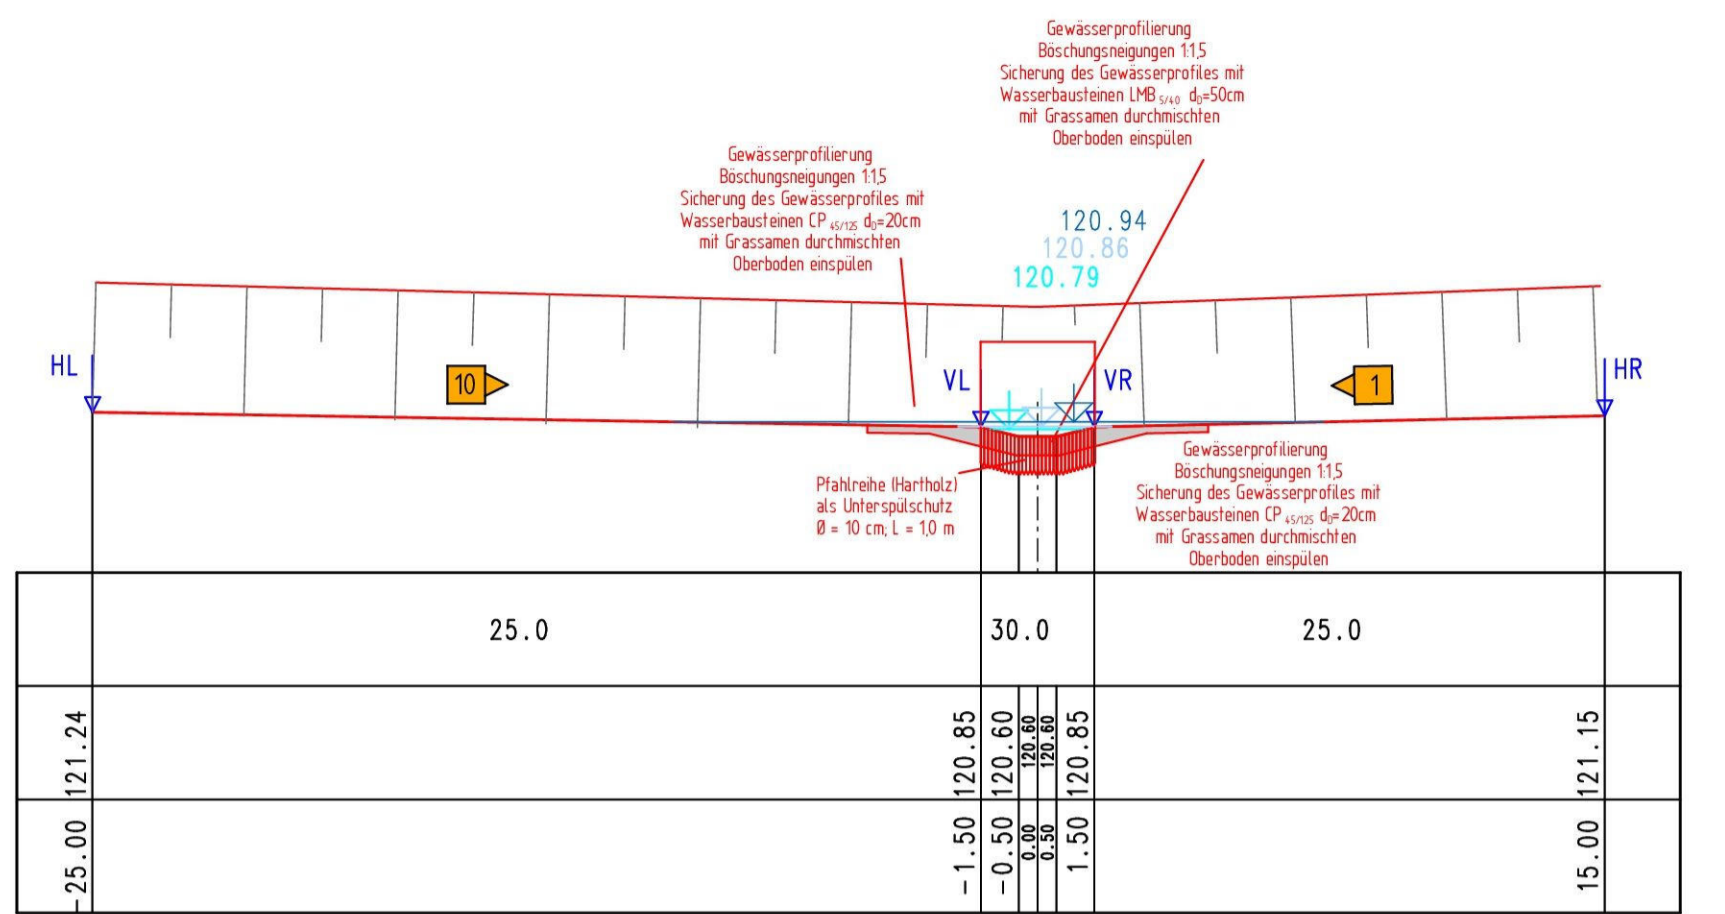 Gewässerprofilierung
Böschungsneigungen 1:1,5
Sicherung des Gewässerprofiles mit
Wasserbausteinen LMB 5/40 dD=50cm
mit Grassamen durchmischten
Oberboden einspülen
Gewässerprofilierung
Böschungsneigungen 1:1,5
Sicherung des Gewässerprofiles mit
Wasserbausteinen CP 45/125 dD=20cm
mit Grassamen durchmischten
Oberboden einspülen
120.94
120.86
120.79
HL
10
VL
VR
1
HR
Pfahlreihe (Hartholz)
als Unterspülschutz
Ø = 10 cm; L = 1,0 m
Gewässerprofilierung
Böschungsneigungen 1:1,5
Sicherung des Gewässerprofiles mit
Wasserbausteinen CP 45/125 dD=20cm
mit Grassamen durchmischten
Oberboden einspülen
25.0 30.0 25.0
121.24 120.85 120.60 120.60 120.60 120.85 121.15
-25.00 -1.50 -0.50 0.00 0.50 1.50 15.00